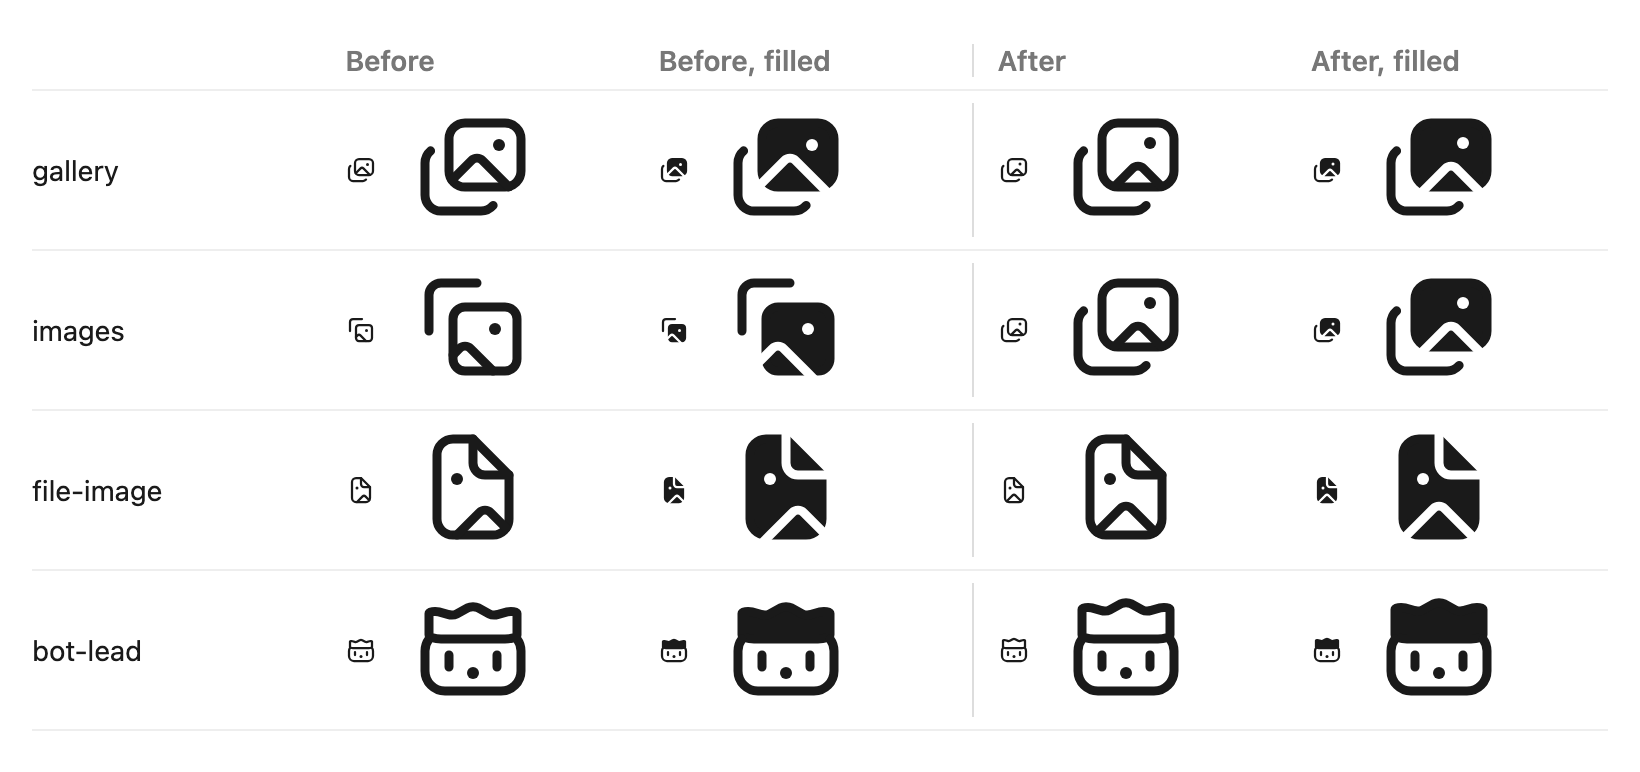 Before Before, filled After After, filled
gallery
images
file-image
bot-lead